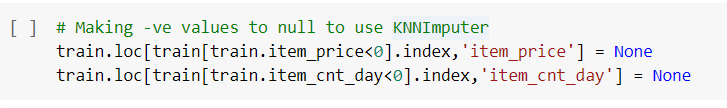 [ ] # Making -ve values to null to use KNNImputer
train.loc[train[train.item_price<0].index,'item_price'] = None
train.loc[train[train.item_cnt_day<0].index,'item_cnt_day'] = None